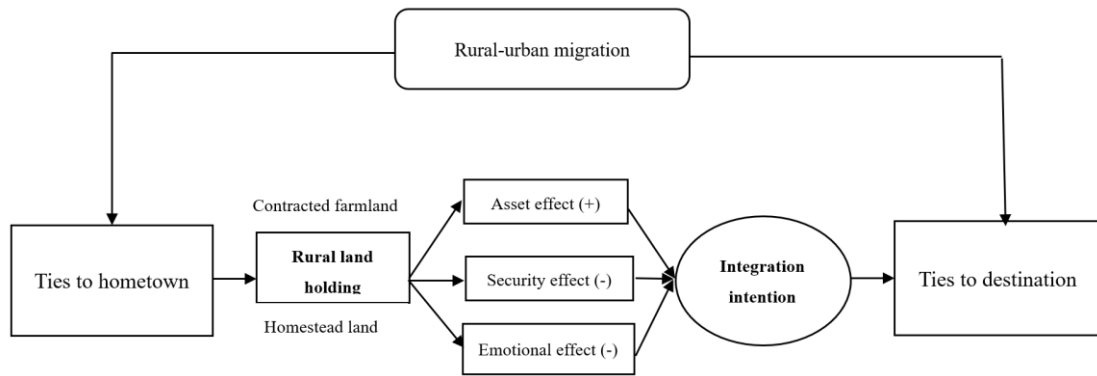 Rural-urban migration
Contracted farmland
Ties to hometown
Rural land
holding
Homestead land
Asset effect (+)
Security effect (-)
Emotional effect (-)
Integration
intention
Ties to destination